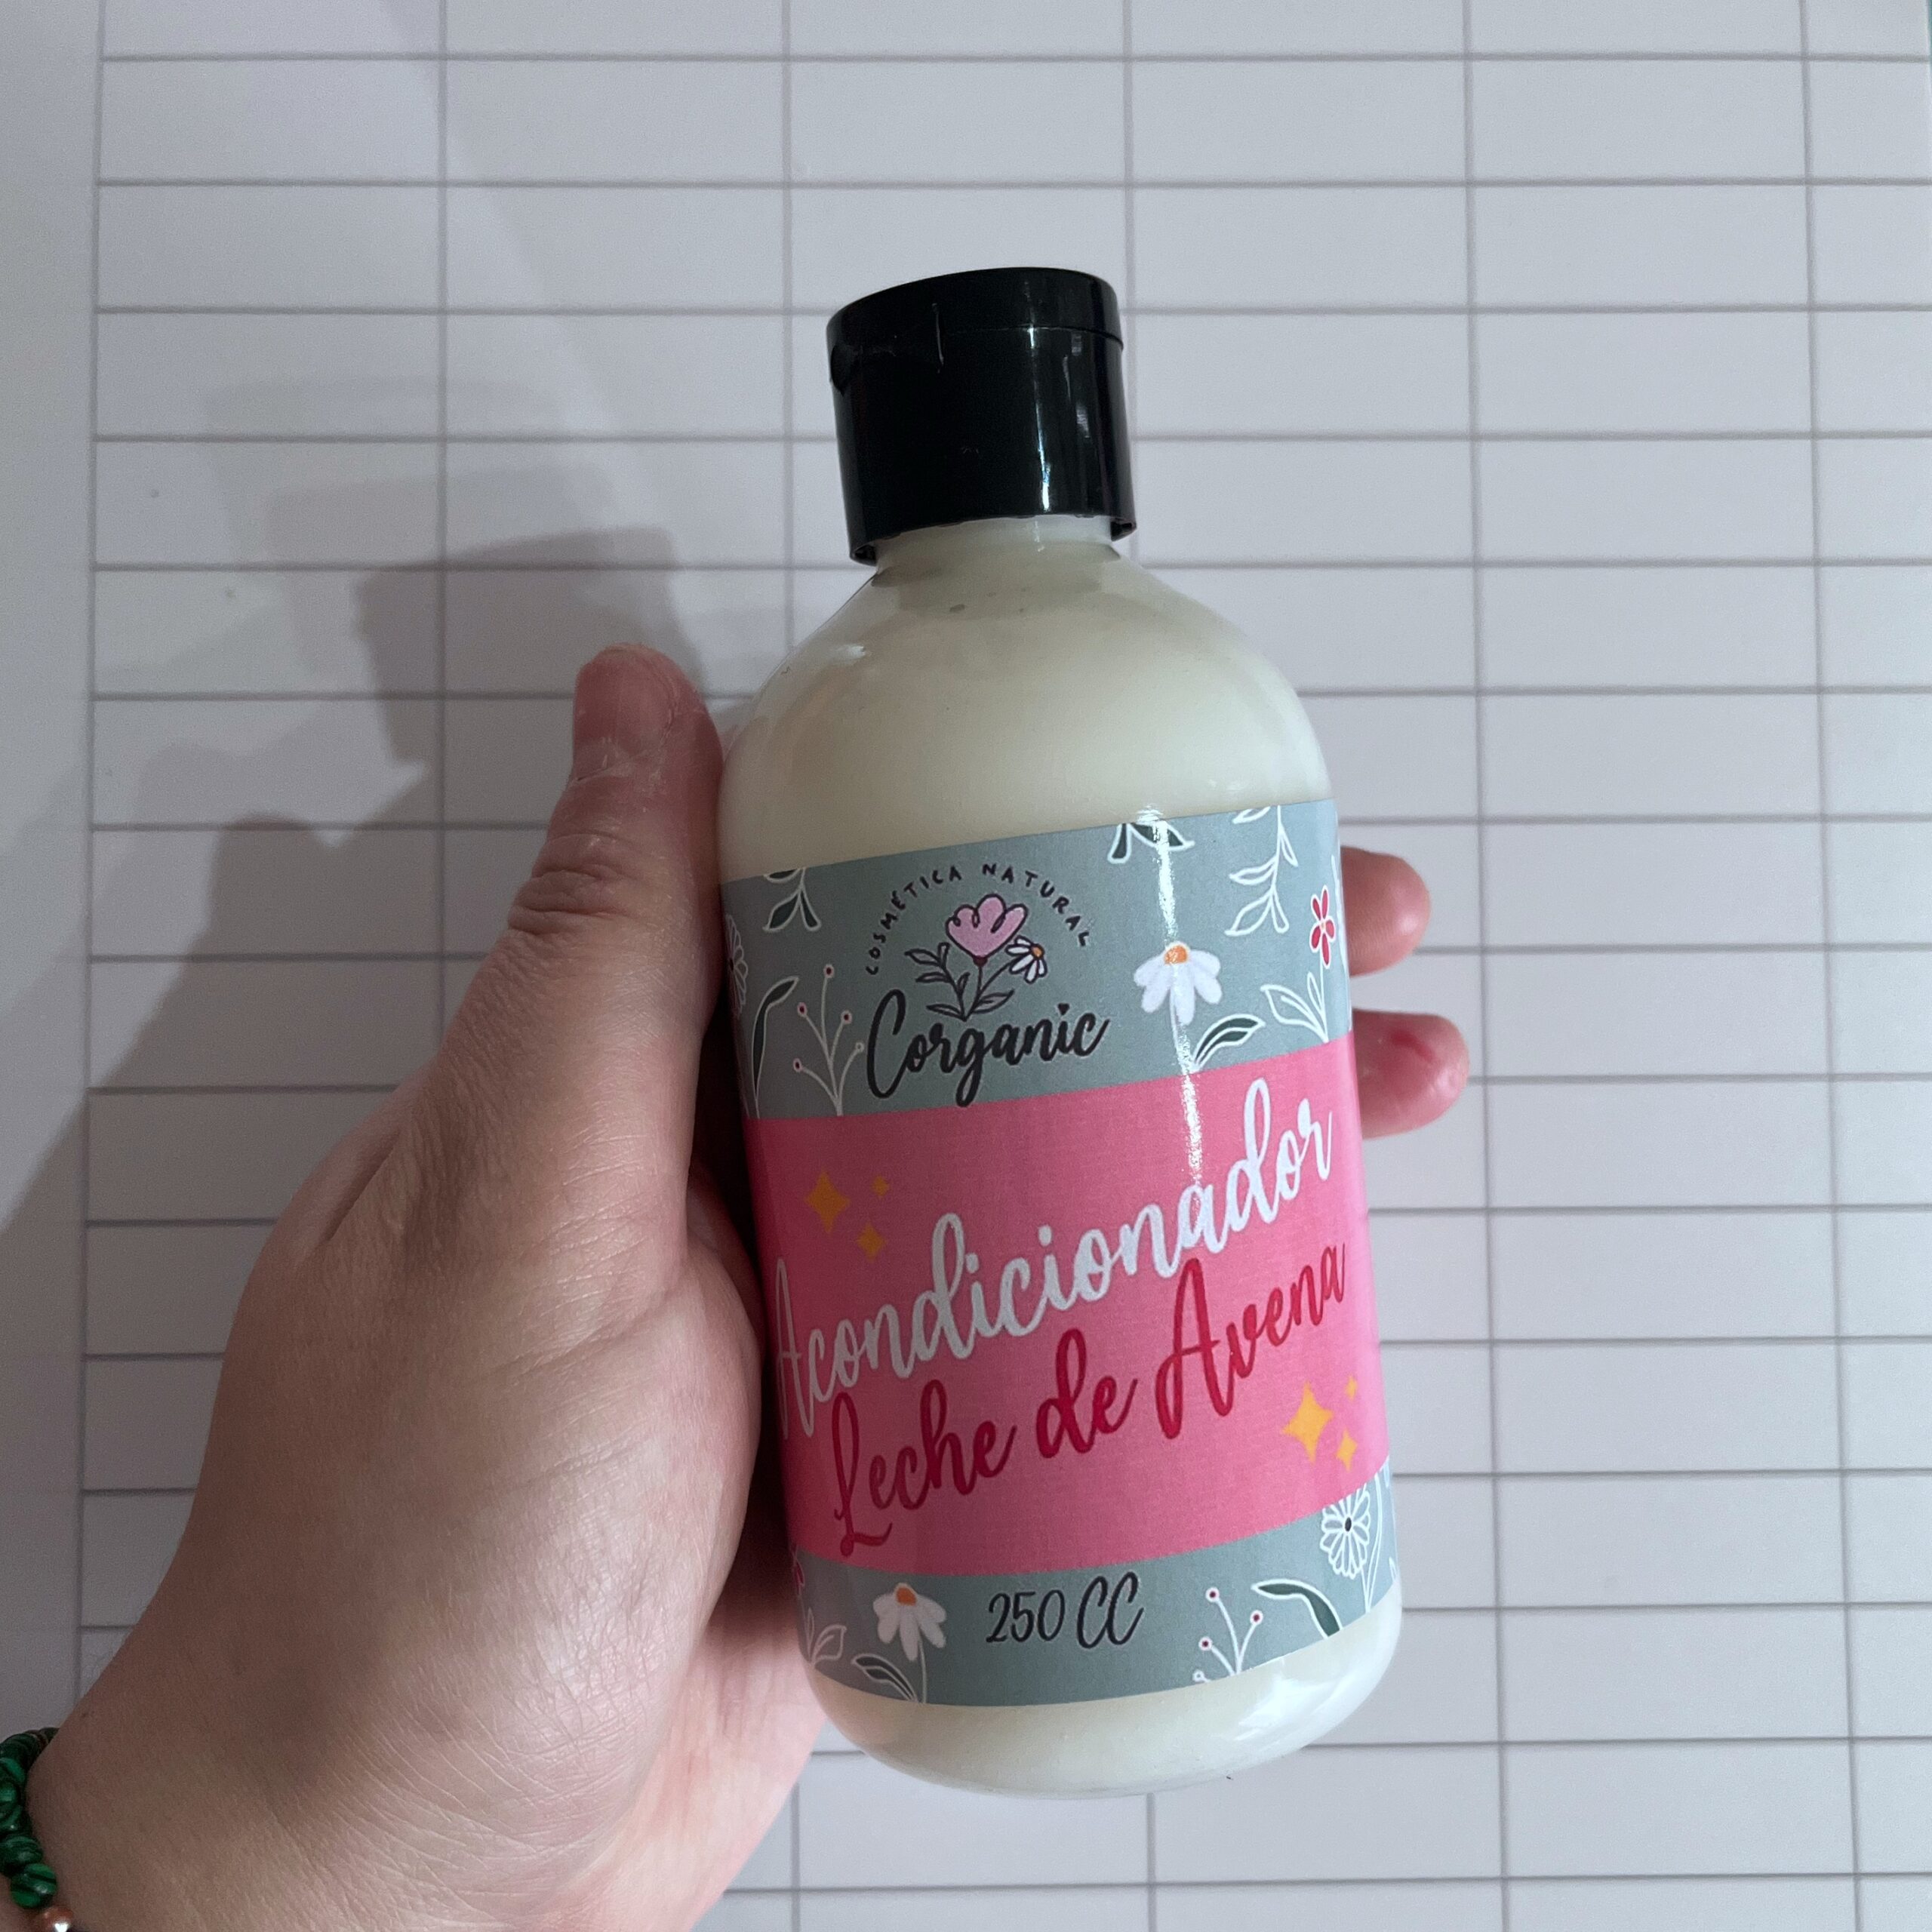 COSMÉTICA NATURAL
Corganic
Acondicionador
Leche de Avena
250 CC